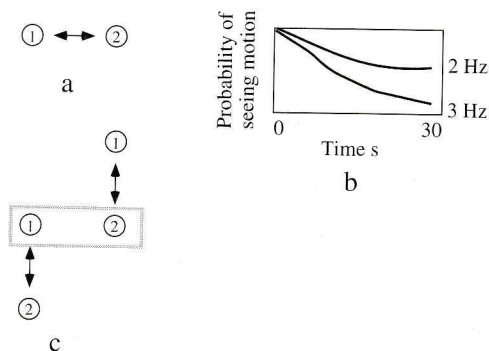 1 2
a
Probability of
seeing motion
2 Hz
3 Hz
0 30
Time s
b
1
1 2
2
c